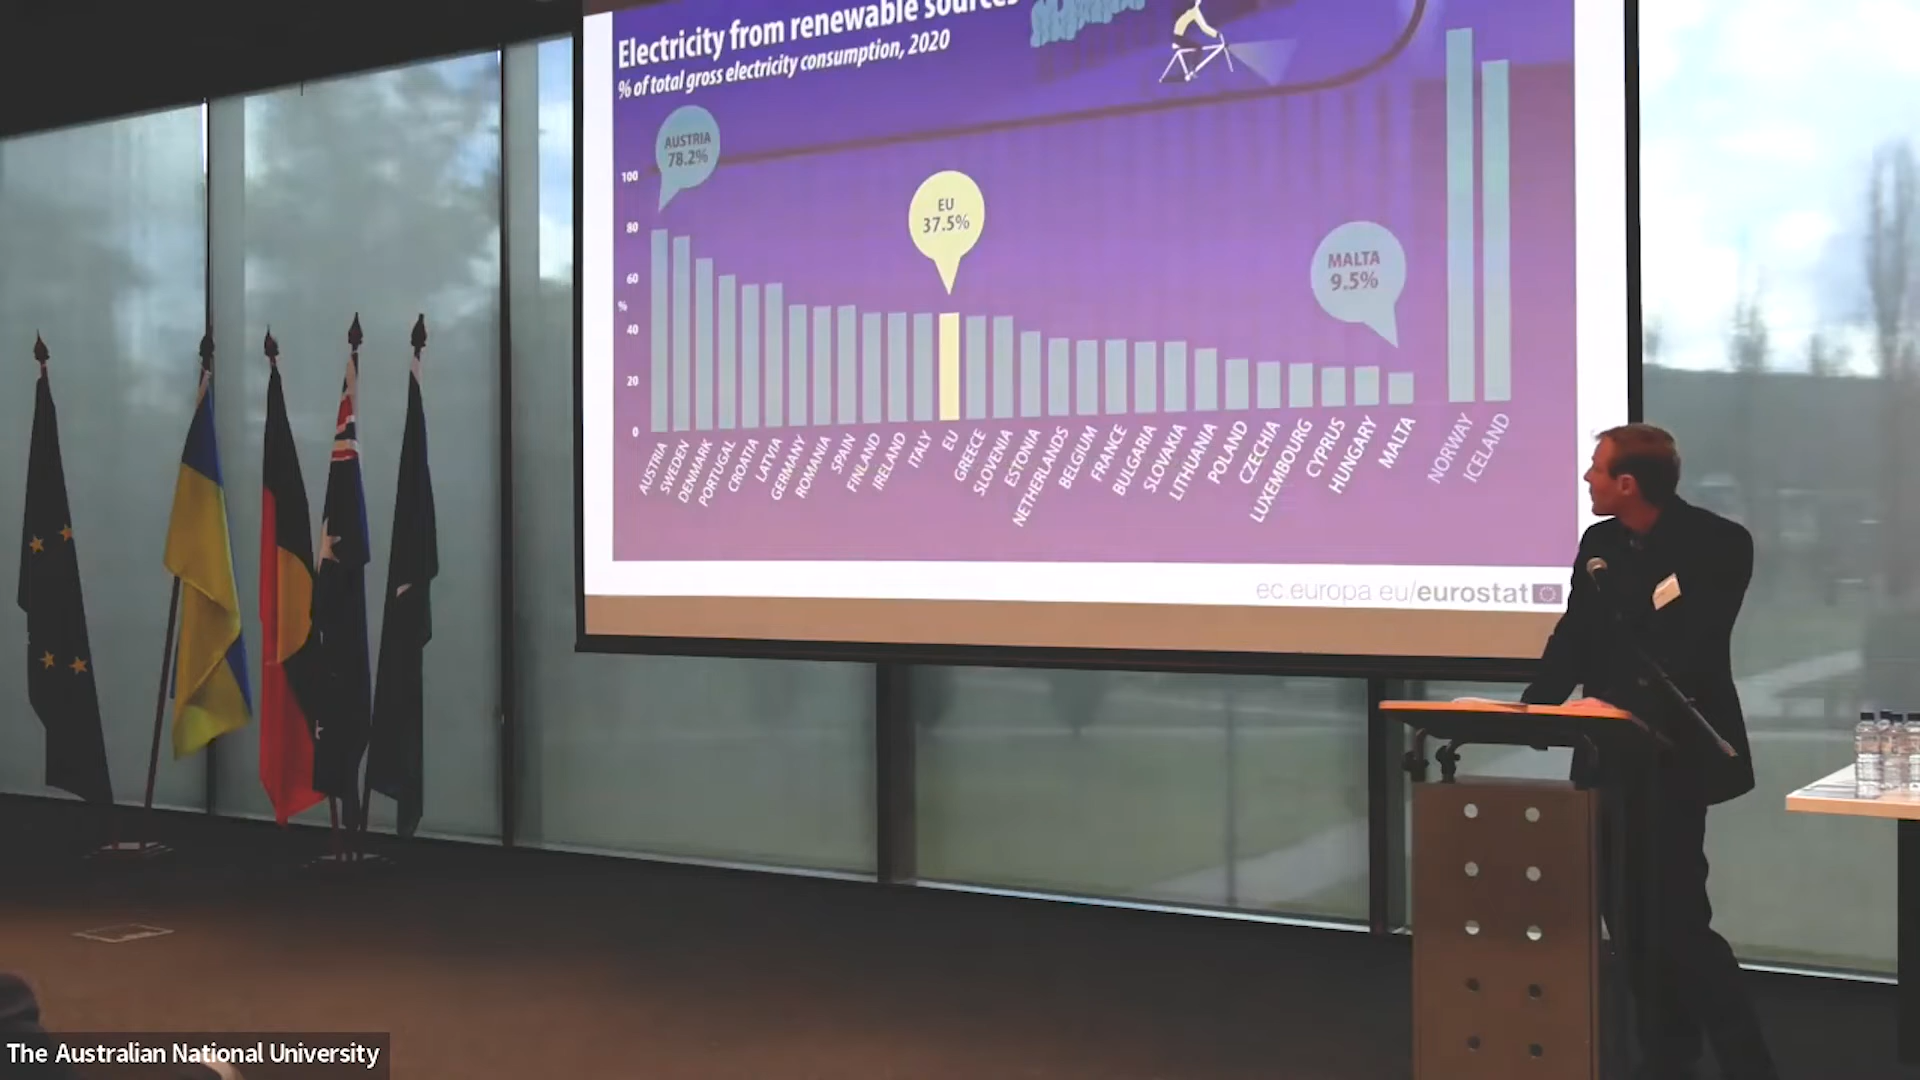 Electricity from renewable sources
% of total gross electricity consumption, 2020
AUSTRIA
78.2%
EU
37.5%
MALTA
9.5%
100
80
60
%
40
20
0
AUSTRIA
SWEDEN
DENMARK
PORTUGAL
CROATIA
LATVIA
GERMANY
ROMANIA
SPAIN
FINLAND
IRELAND
ITALY
EU
GREECE
SLOVENIA
ESTONIA
NETHERLANDS
BELGIUM
FRANCE
BULGARIA
SLOVAKIA
LITHUANIA
POLAND
CZECHIA
LUXEMBOURG
CYPRUS
HUNGARY
MALTA
NORWAY
ICELAND
ec.europa.eu/eurostat
The Australian National University